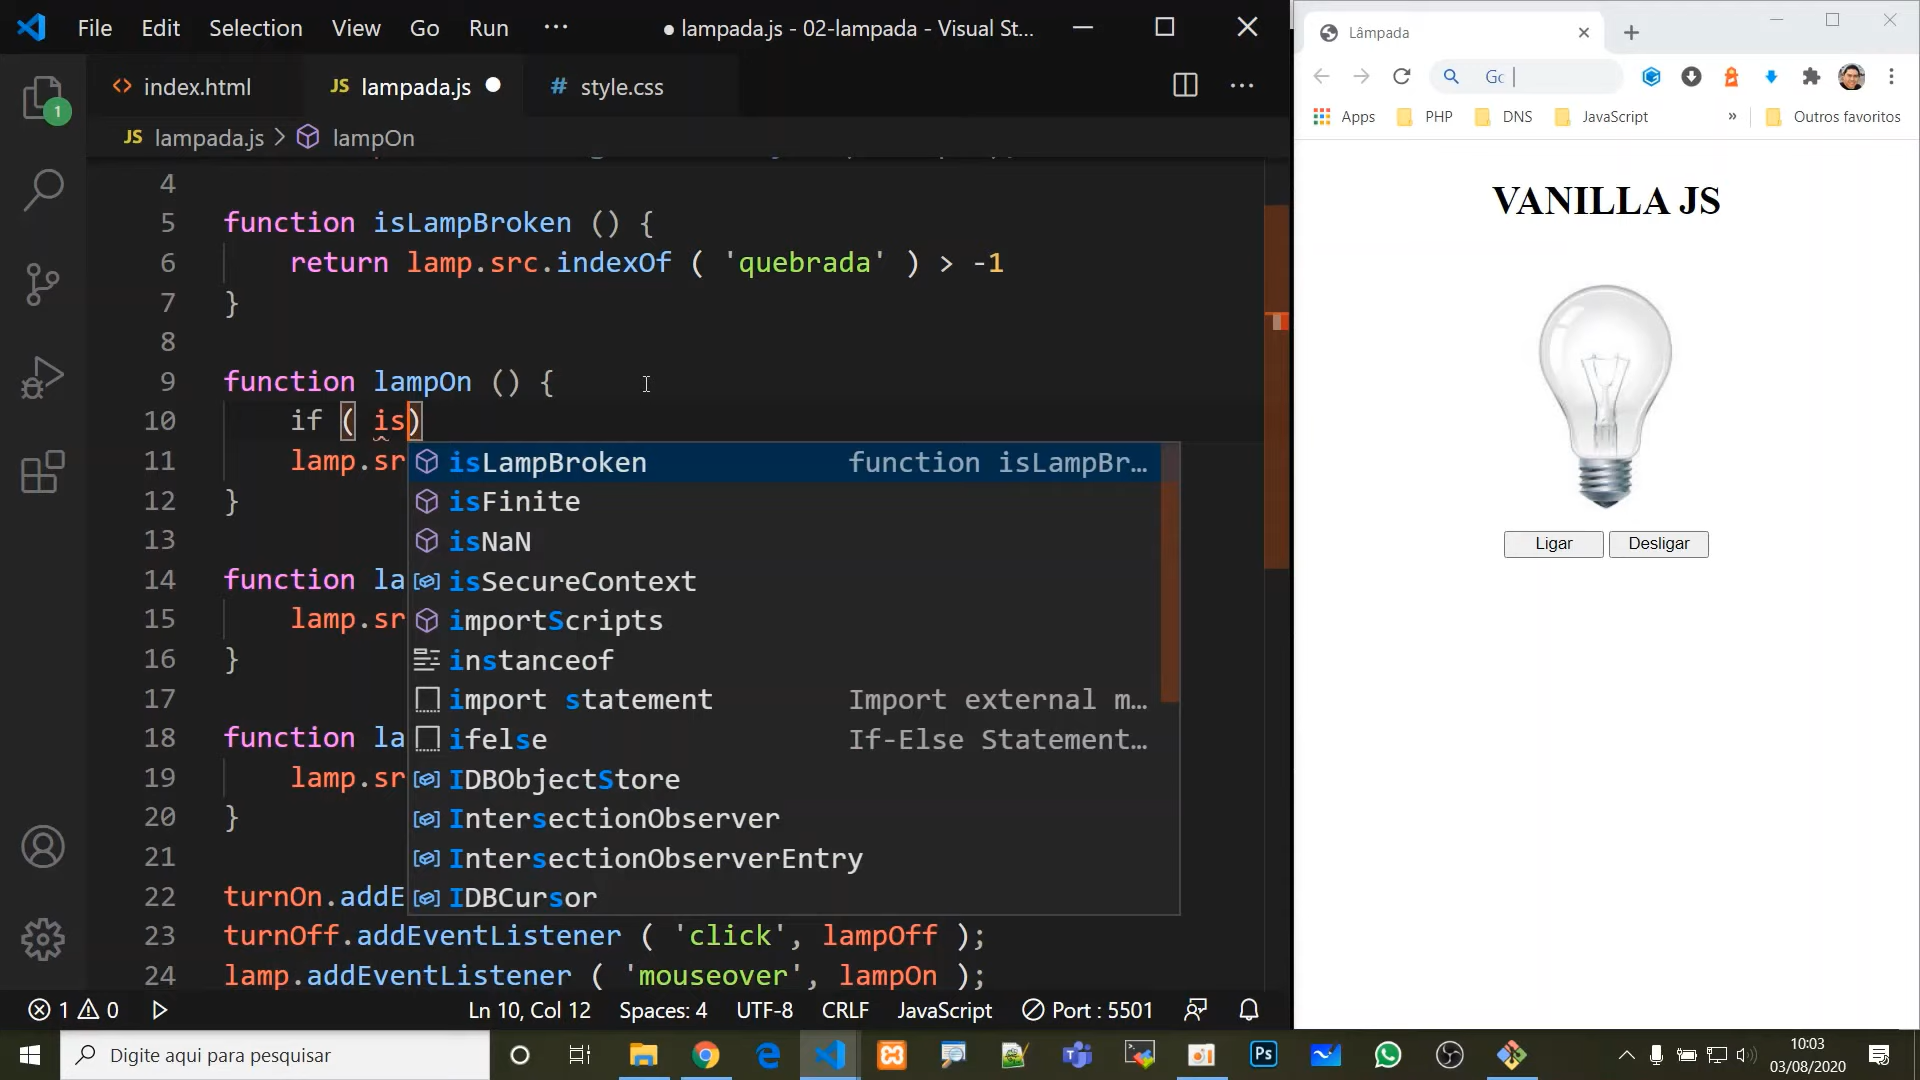 File Edit Selection View Go Run ··· ● lampada.js - 02-lampada - Visual St...
index.html JS lampada.js # style.css
JS lampada.js > lampOn
4
5 function isLampBroken () {
6 return lamp.src.indexOf ( 'quebrada' ) > -1
7 }
8
9 function lampOn () {
10 if ( is)
11 lamp.sr
12 }
13
14 function la
15 lamp.sr
16 }
17
18 function la
19 lamp.sr
20 }
21
22 turnOn.addE
23 turnOff.addEventListener ( 'click', lampOff );
24 lamp.addEventListener ( 'mouseover', lampOn );
isLampBroken function isLampBr...
isFinite
isNaN
isSecureContext
importScripts
instanceof
import statement Import external m...
ifelse If-Else Statement...
IDBObjectStore
IntersectionObserver
IntersectionObserverEntry
IDBCursor
1
1 0 Ln 10, Col 12 Spaces: 4 UTF-8 CRLF JavaScript Port : 5501
Lâmpada
Gc
Apps PHP DNS JavaScript » Outros favoritos
VANILLA JS
Ligar Desligar
Digite aqui para pesquisar
Ps
10:03
03/08/2020